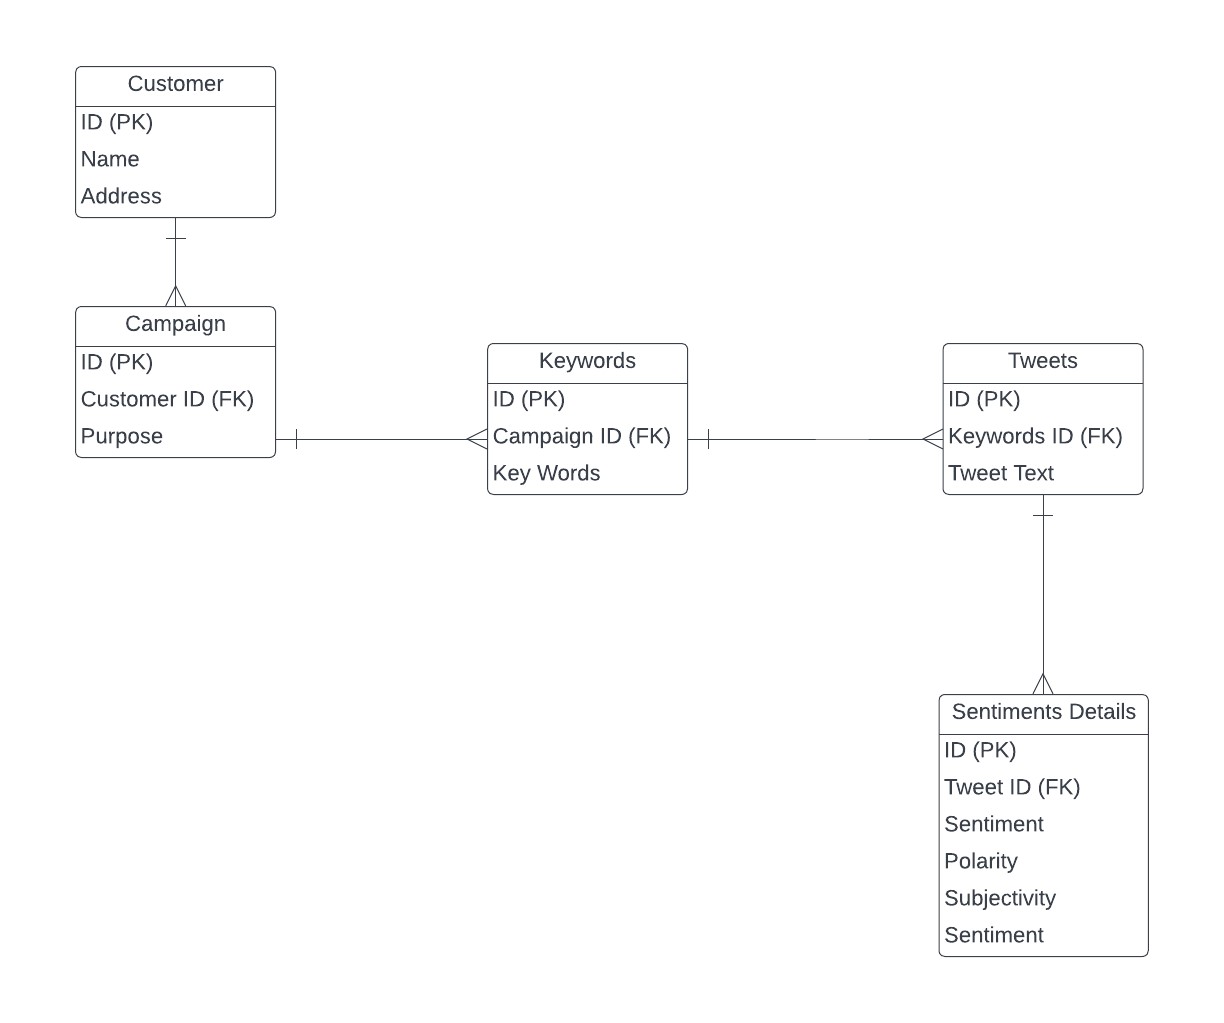 Customer
ID (PK)
Name
Address
Campaign
ID (PK)
Customer ID (FK)
Purpose
Keywords
ID (PK)
Campaign ID (FK)
Key Words
Tweets
ID (PK)
Keywords ID (FK)
Tweet Text
Sentiments Details
ID (PK)
Tweet ID (FK)
Sentiment
Polarity
Subjectivity
Sentiment